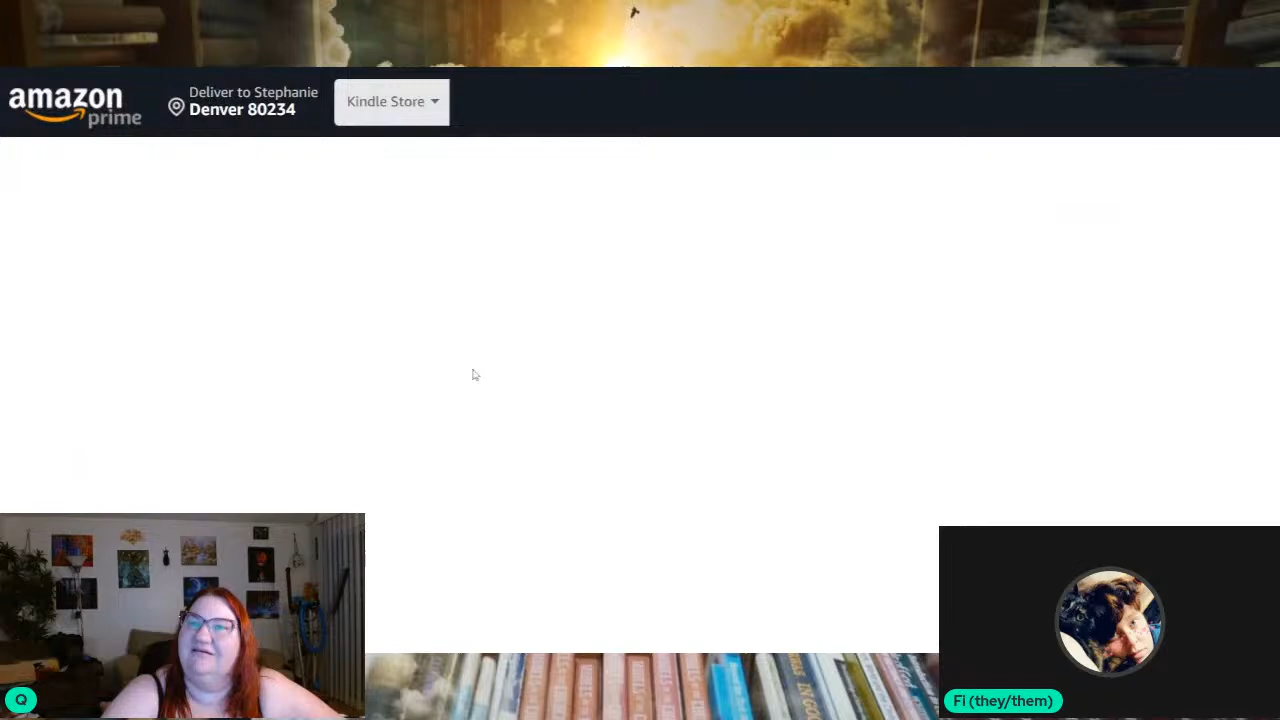 amazon
prime
Deliver to Stephanie
Denver 80234
Kindle Store
Q
Fi (they/them)